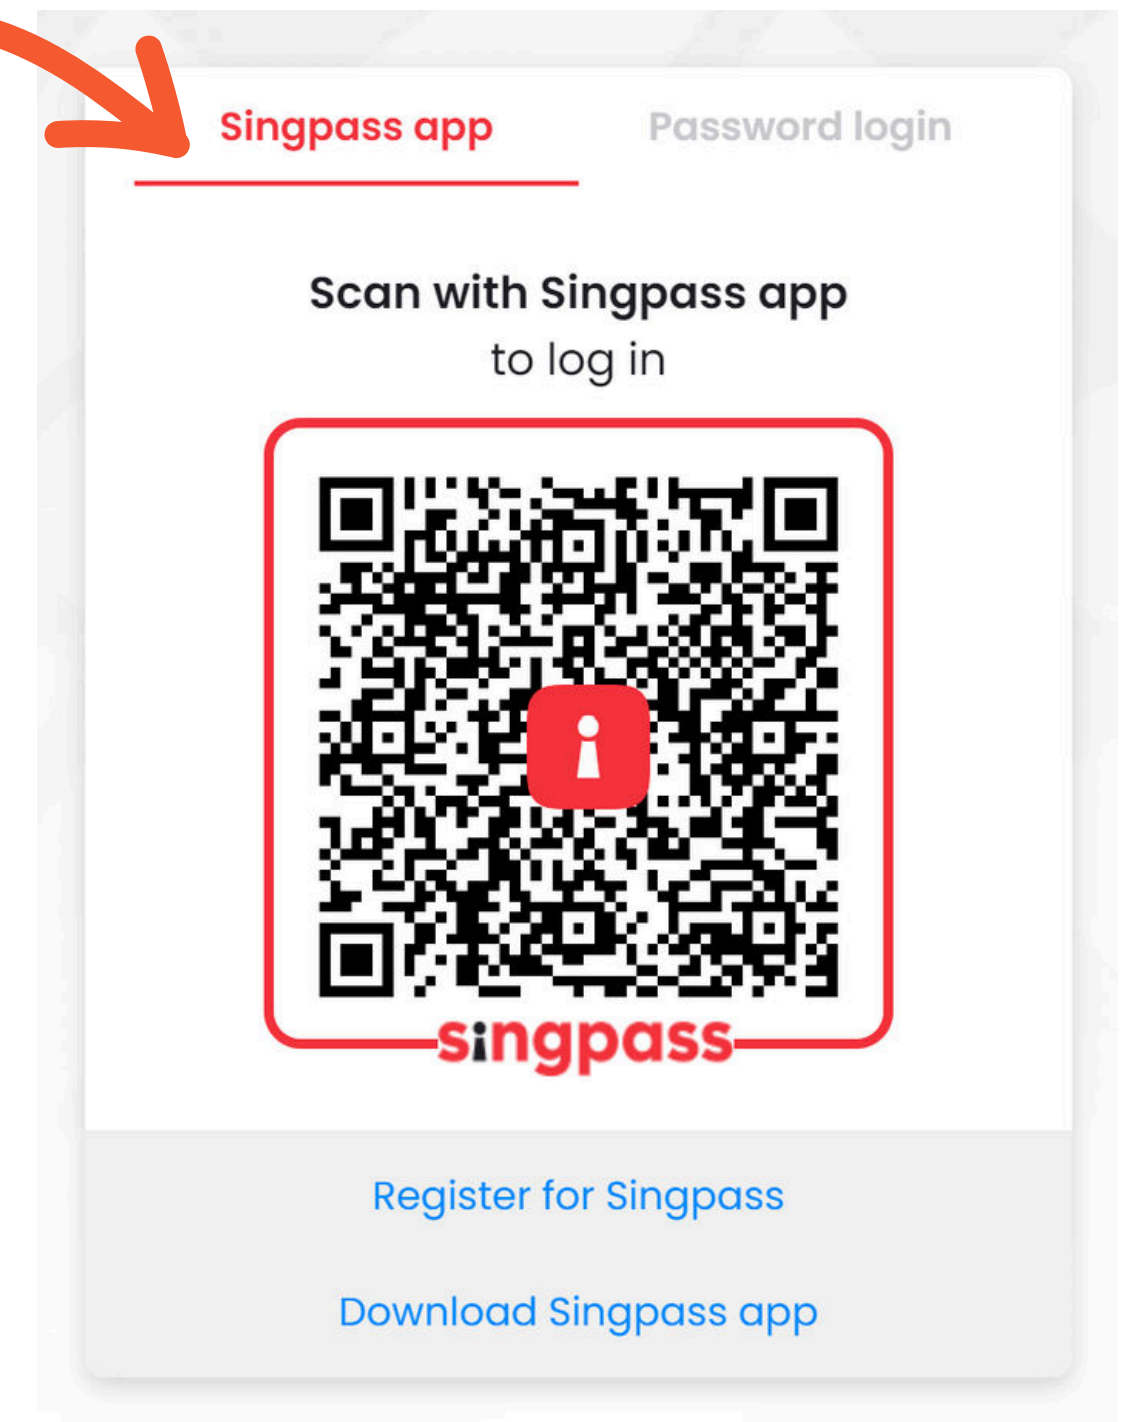 Singpass app
Password login
Scan with Singpass app
to log in
singpass
Register for Singpass
Download Singpass app